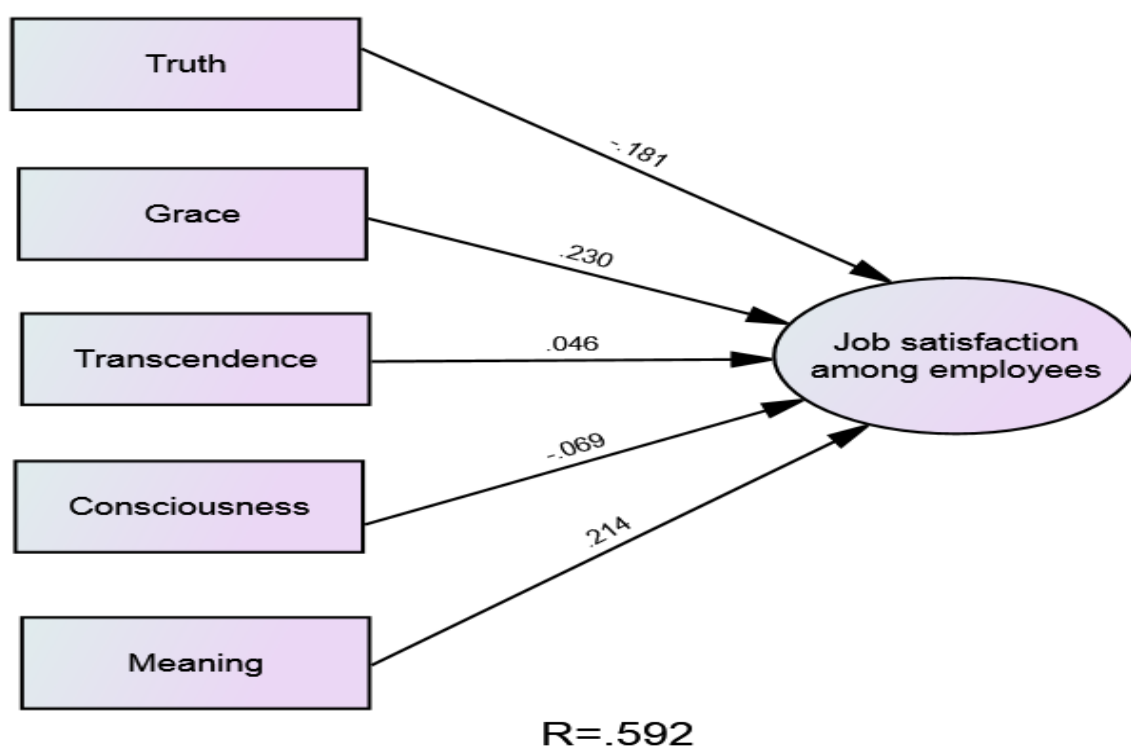 Truth
-.181
Grace
.230
Transcendence
.046
Job satisfaction
among employees
Consciousness
-.069
.214
Meaning
R=.592